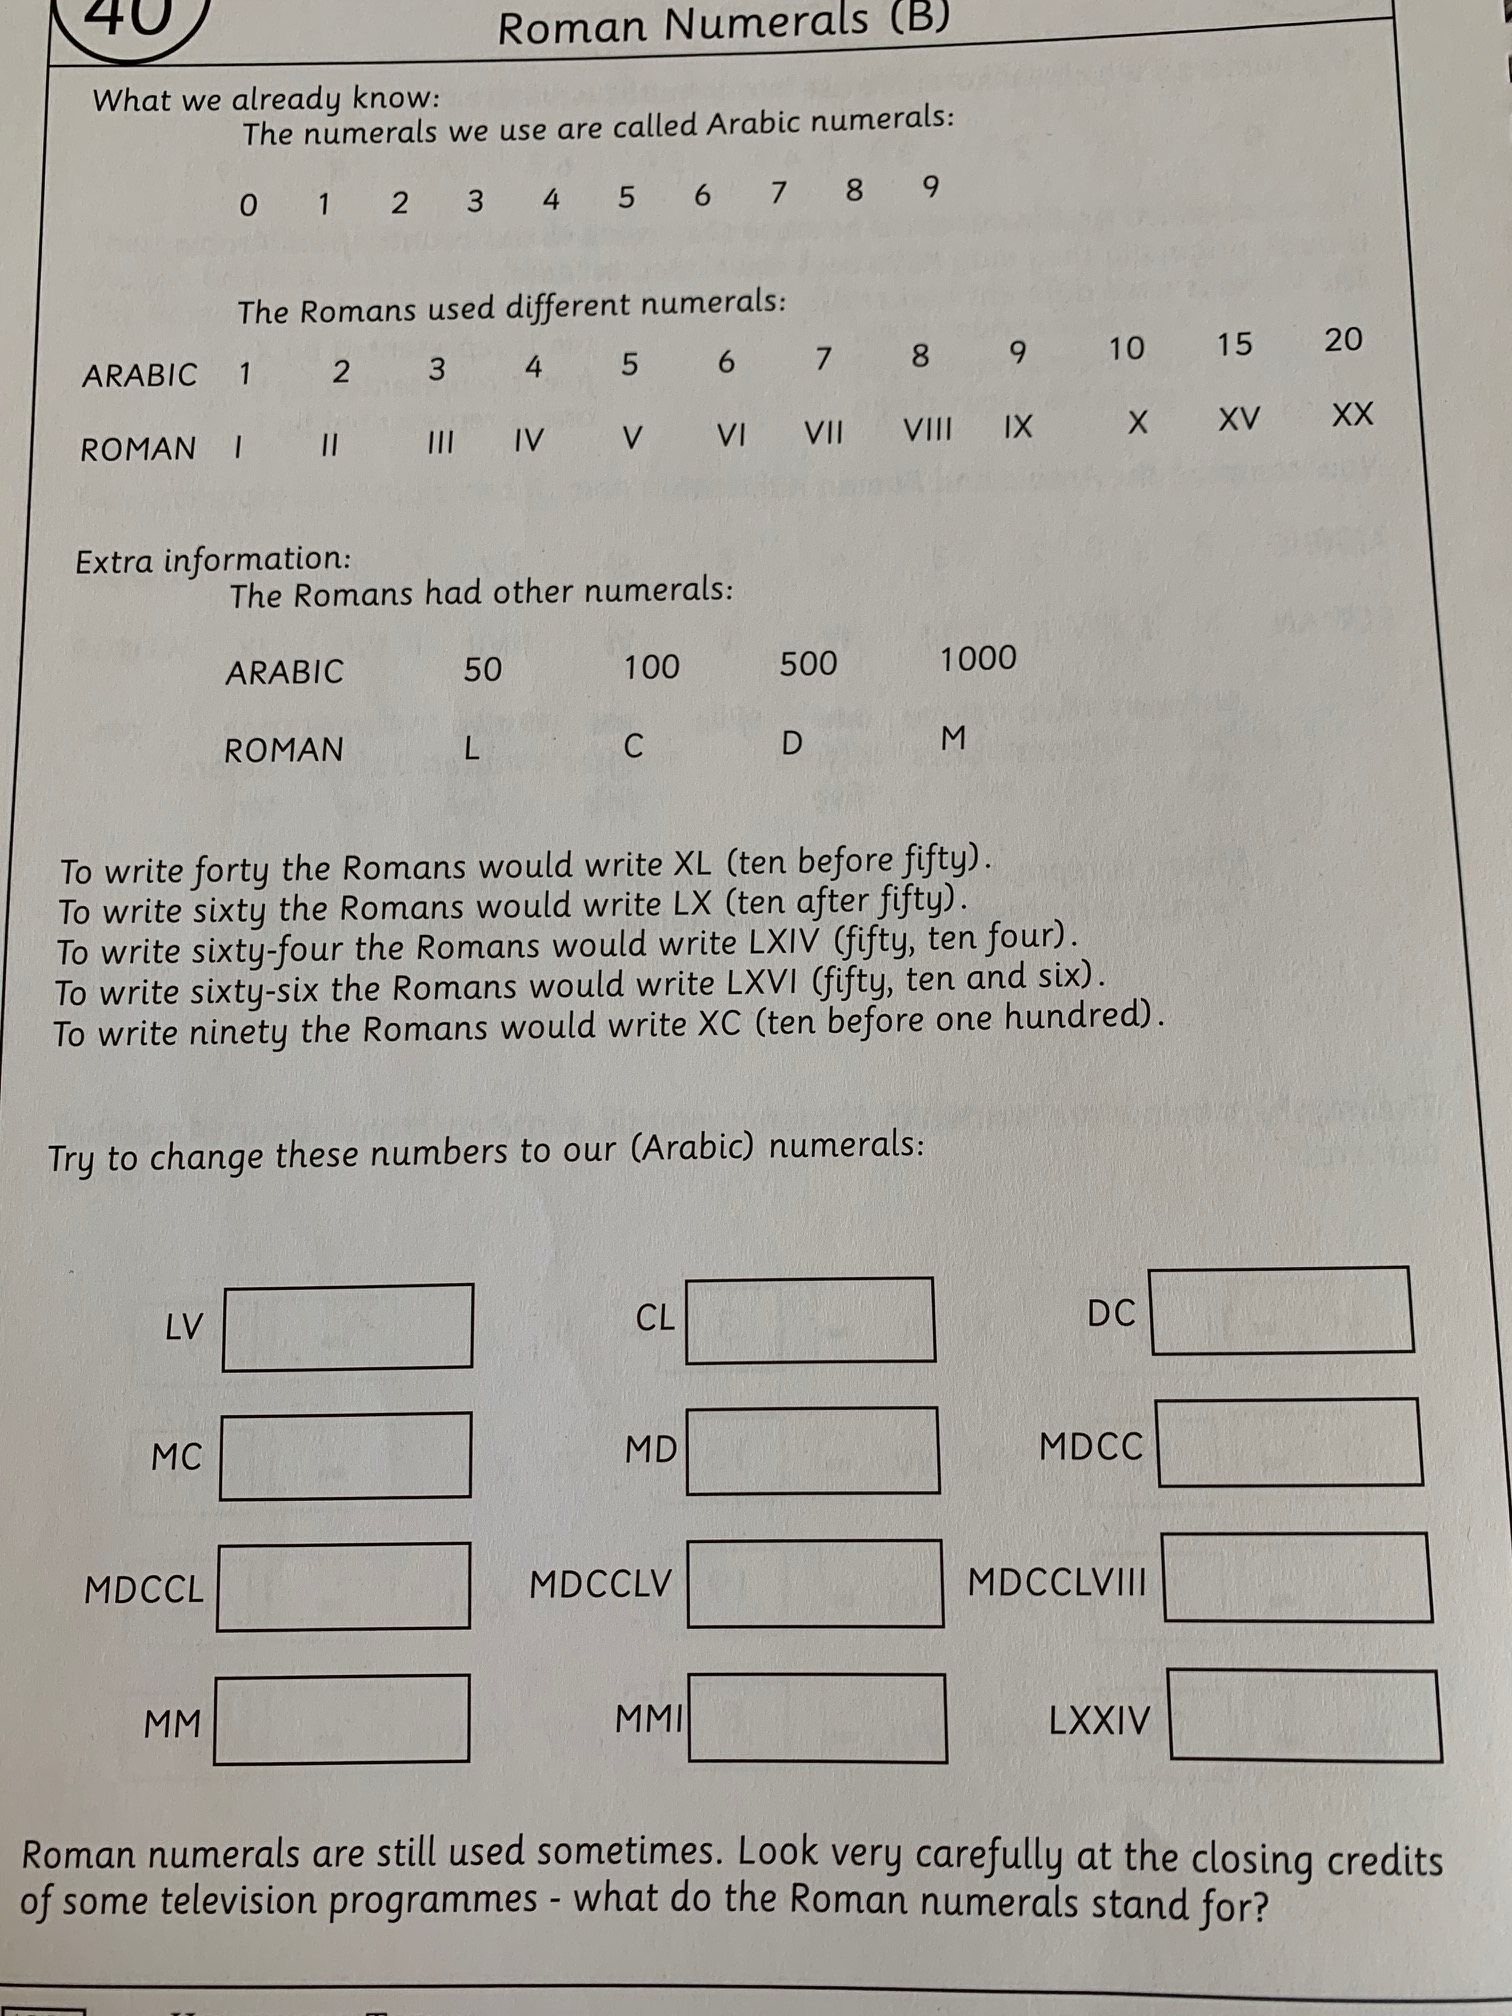 40
Roman Numerals (B)
What we already know:
The numerals we use are called Arabic numerals:
0 1 2 3 4 5 6 7 8 9
The Romans used different numerals:
ARABIC 1 2 3 4 5 6 7 8 9 10 15 20
ROMAN I II III IV V VI VII VIII IX X XV XX
Extra information:
The Romans had other numerals:
ARABIC 50 100 500 1000
ROMAN L C D M
To write forty the Romans would write XL (ten before fifty).
To write sixty the Romans would write LX (ten after fifty).
To write sixty-four the Romans would write LXIV (fifty, ten four).
To write sixty-six the Romans would write LXVI (fifty, ten and six).
To write ninety the Romans would write XC (ten before one hundred).
Try to change these numbers to our (Arabic) numerals:
LV CL DC
MC MD MDCC
MDCCL MDCCLV MDCCLVIII
MM MMI LXXIV
Roman numerals are still used sometimes. Look very carefully at the closing credits
of some television programmes - what do the Roman numerals stand for?